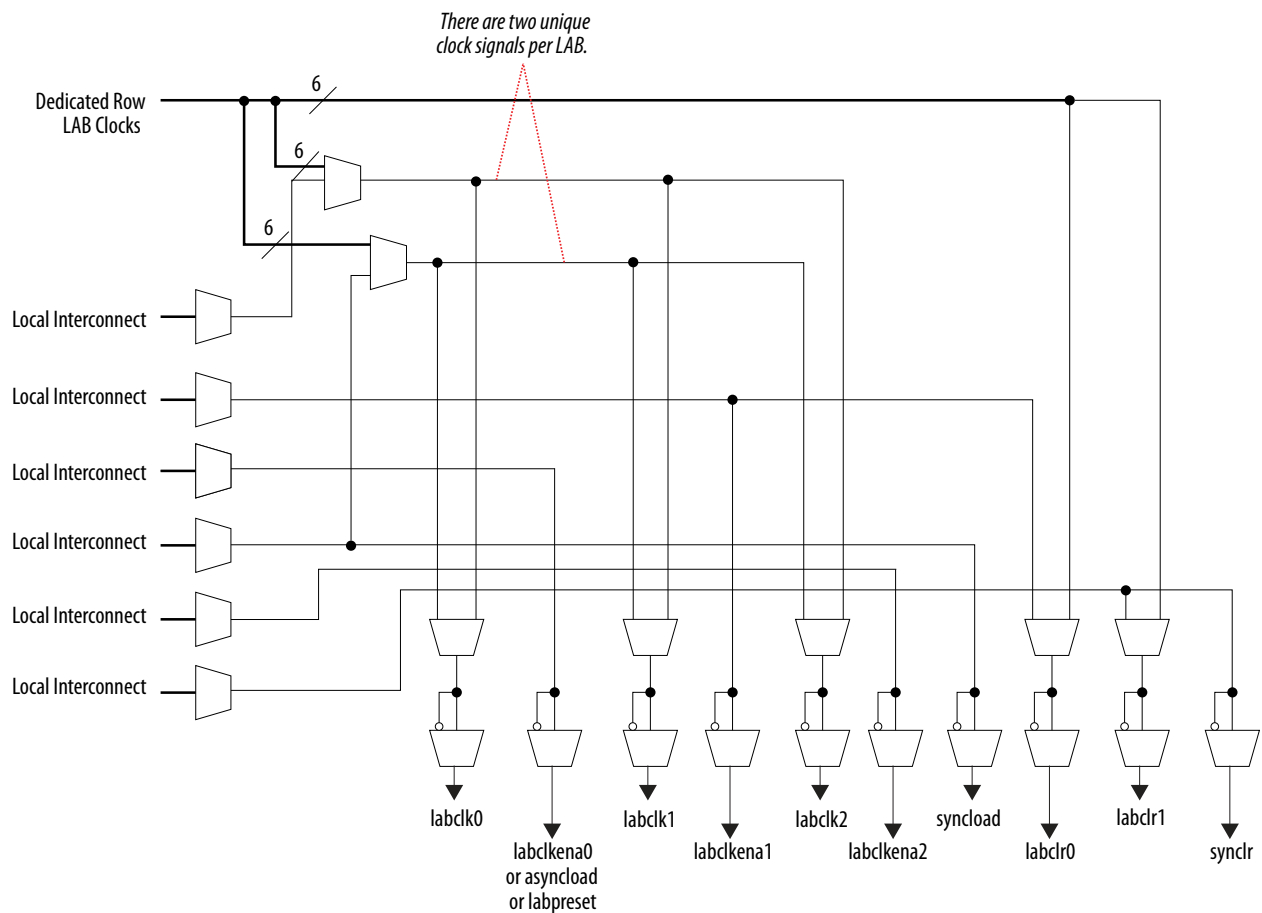 There are two unique
clock signals per LAB.
6
Dedicated Row
LAB Clocks
6
6
Local Interconnect
Local Interconnect
Local Interconnect
Local Interconnect
Local Interconnect
Local Interconnect
labclk0
labclk1
labclk2
syncload
labclr1
labclkena0
or asyncload
or labpreset
labclkena1
labclkena2
labclr0
synclr